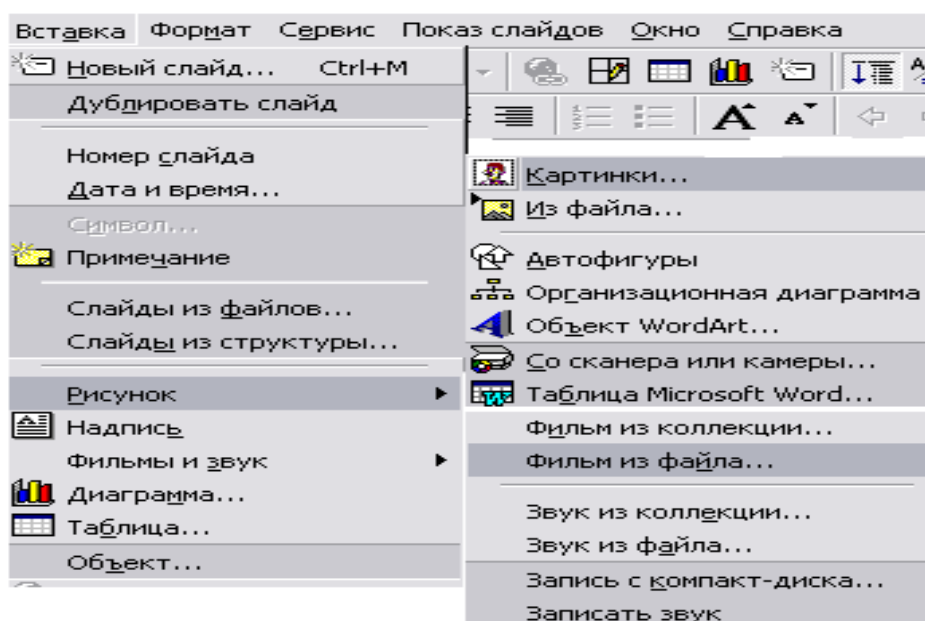 Вставка Формат Сервис Показ слайдов Окно Справка
Новый слайд... Ctrl+M
Дублировать слайд
Номер слайда
Дата и время...
Символ...
Примечание
Слайды из файлов...
Слайды из структуры...
Рисунок
Надпись
Фильмы и звук
Диаграмма...
Таблица...
Объект...
Картинки...
Из файла...
Автофигуры
Организационная диаграмма
Объект WordArt...
Со сканера или камеры...
Таблица Microsoft Word...
Фильм из коллекции...
Фильм из файла...
Звук из коллекции...
Звук из файла...
Запись с компакт-диска...
Записать звук